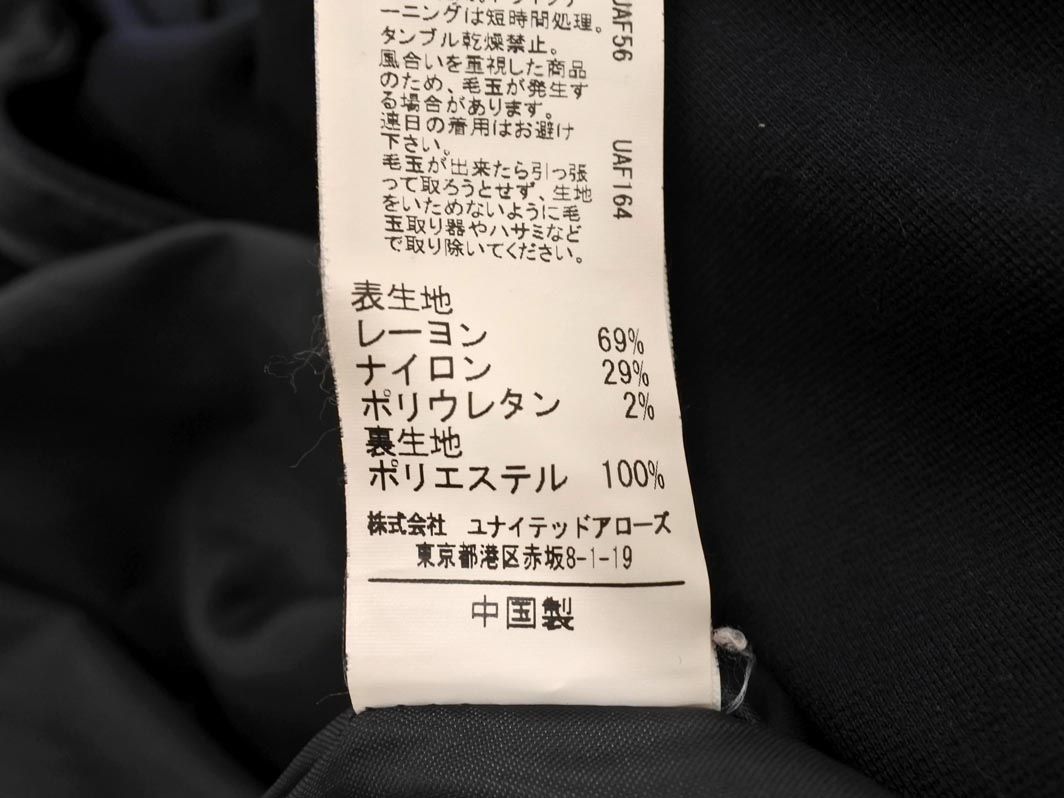 ーニングは短時間処理。
タンブル乾燥禁止。
風合いを重視した商品
のため、毛玉が発生す
る場合があります。
連日の着用はお避け
下さい。
毛玉が出来たら引っ張
って取ろうとせず、生地
をいためないように毛
玉取り器やハサミなど
で取り除いてください。
UAF56
UAF164
表生地
レーヨン 69%
ナイロン 29%
ポリウレタン 2%
裏生地
ポリエステル 100%
株式会社 ユナイテッドアローズ
東京都港区赤坂8-1-19
中国製